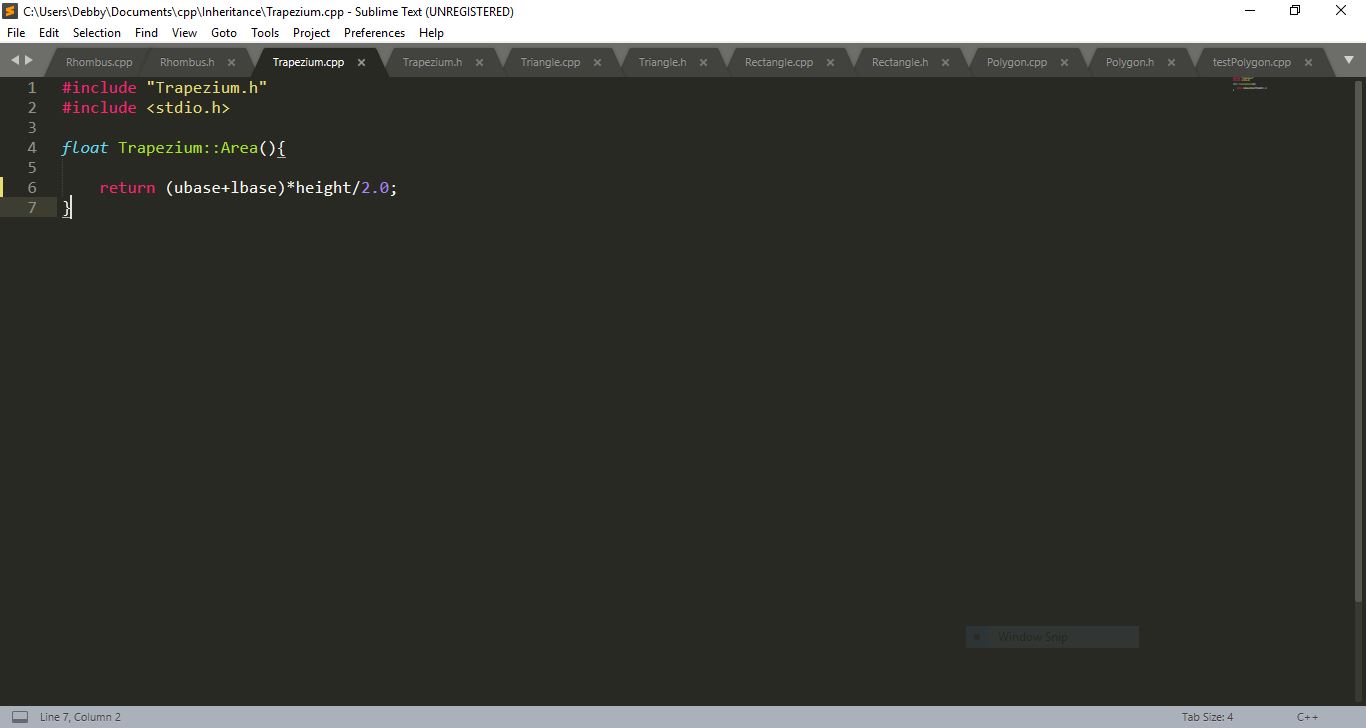 C:\Users\Debby\Documents\cpp\Inheritance\Trapezium.cpp - Sublime Text (UNREGISTERED)
File Edit Selection Find View Goto Tools Project Preferences Help
Rhombus.cpp Rhombus.h Trapezium.cpp Trapezium.h Triangle.cpp Triangle.h Rectangle.cpp Rectangle.h Polygon.cpp Polygon.h testPolygon.cpp
1 #include "Trapezium.h"
2 #include <stdio.h>
3
4 float Trapezium::Area(){
5
6 return (ubase+lbase)*height/2.0;
7 }
Window Snip
Line 7, Column 2 Tab Size: 4 C++